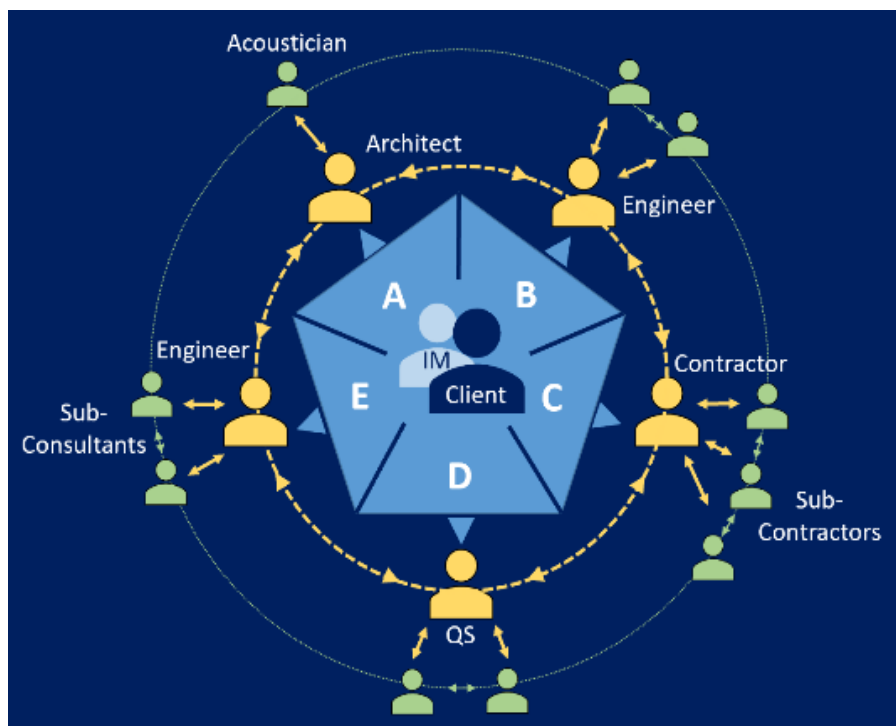 Acoustician
Architect
Engineer
A
B
IM
Client
Engineer
Contractor
E
C
Sub-
Consultants
D
Sub-
Contractors
QS